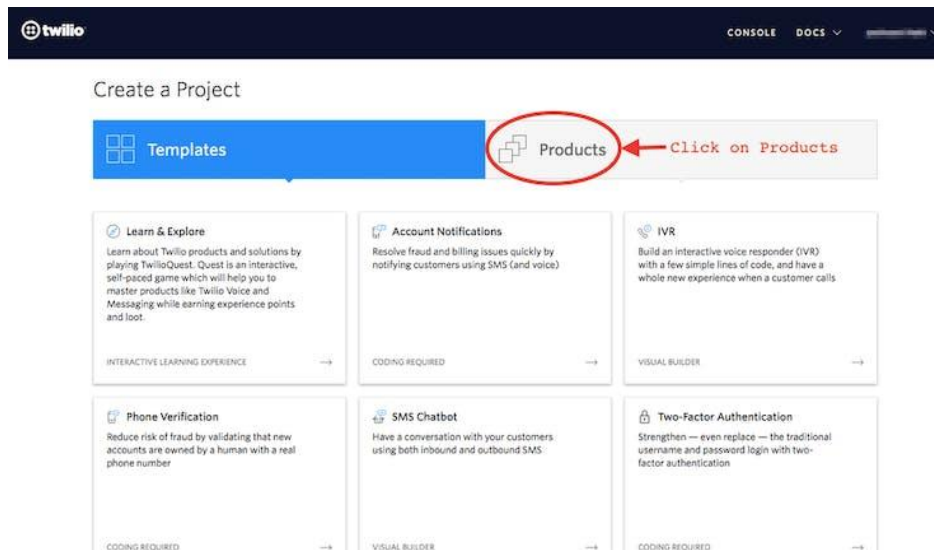 twilio
CONSOLE DOCS
Create a Project
Templates
Products
Click on Products
Learn & Explore
Learn about Twilio products and solutions by
playing TwilioQuest. Quest is an interactive,
self-paced game which will help you to
master products like Twilio Voice and
Messaging while earning experience points
and loot.
INTERACTIVE LEARNING EXPERIENCE
Account Notifications
Resolve fraud and billing issues quickly by
notifying customers using SMS (and voice)
CODING REQUIRED
IVR
Build an interactive voice responder (IVR)
with a few simple lines of code, and have a
whole new experience when a customer calls
VISUAL BUILDER
Phone Verification
Reduce risk of fraud by validating that new
accounts are owned by a human with a real
phone number
CODING REQUIRED
SMS Chatbot
Have a conversation with your customers
using both inbound and outbound SMS
VISUAL BUILDER
Two-Factor Authentication
Strengthen — even replace — the traditional
username and password login with two-
factor authentication
CODING REQUIRED